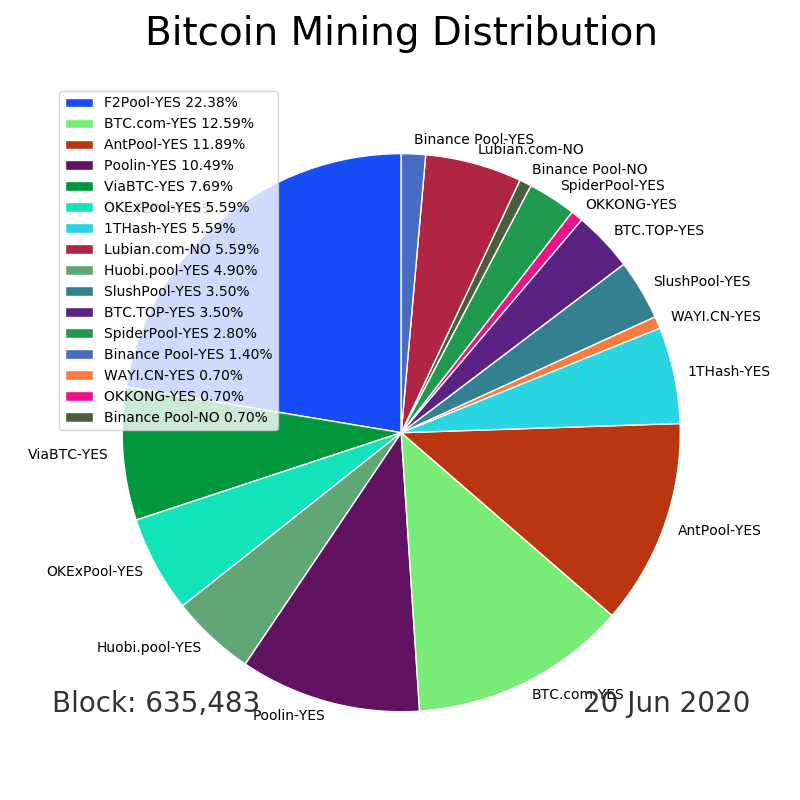 Bitcoin Mining Distribution
F2Pool-YES 22.38%
BTC.com-YES 12.59%
AntPool-YES 11.89%
Poolin-YES 10.49%
ViaBTC-YES 7.69%
OKExPool-YES 5.59%
1THash-YES 5.59%
Lubian.com-NO 5.59%
Huobi.pool-YES 4.90%
SlushPool-YES 3.50%
BTC.TOP-YES 3.50%
SpiderPool-YES 2.80%
Binance Pool-YES 1.40%
WAYI.CN-YES 0.70%
OKKONG-YES 0.70%
Binance Pool-NO 0.70%
Binance Pool-YES
Lubian.com-NO
Binance Pool-NO
SpiderPool-YES
OKKONG-YES
BTC.TOP-YES
SlushPool-YES
WAYI.CN-YES
1THash-YES
AntPool-YES
BTC.com-YES
Poolin-YES
Huobi.pool-YES
OKExPool-YES
ViaBTC-YES
Block: 635,483
20 Jun 2020